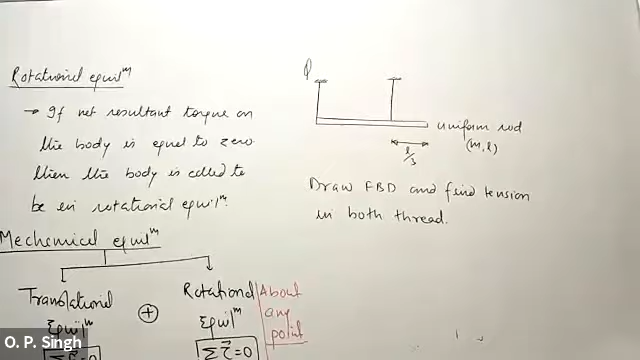 Rotational equilᵐ
→ If net resultant torque on
the body is equal to zero
then the body is called to
be in rotational equilᵐ.
Mechanical equilᵐ
Translational
Equilᵐ
+
Rotational
Equilᵐ
Στ⃗=0
About
any
point
Q
uniform rod
(m, l)
l/3
Draw FBD and find tension
in both thread.
O. P. Singh